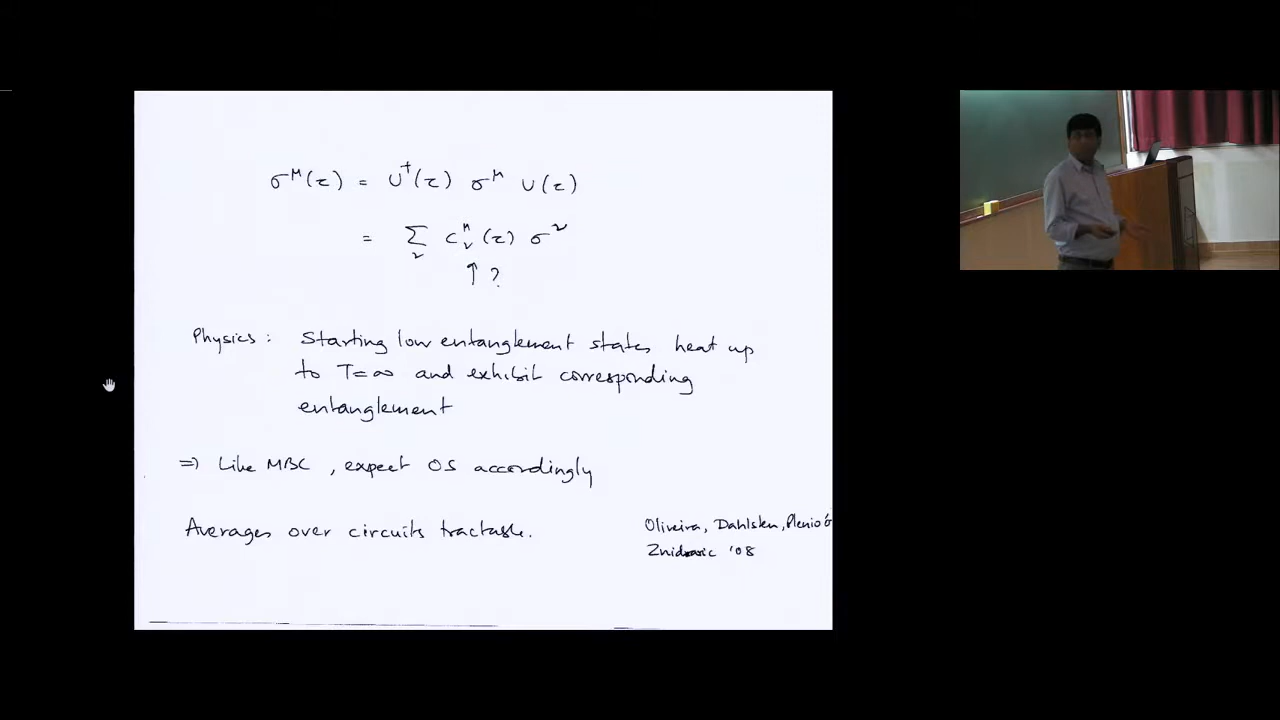 σ^μ(τ) = U^†(τ) σ^μ U(τ)
= Σ_ν C^μ_ν(τ) σ^ν
↑ ?
Physics: Starting low entanglement states heat up
to T=∞ and exhibit corresponding
entanglement
⇒ Like MBC, expect OS accordingly
Averages over circuits tractable.
Oliveira, Dahlsten, Plenio '0
Znidaric '08